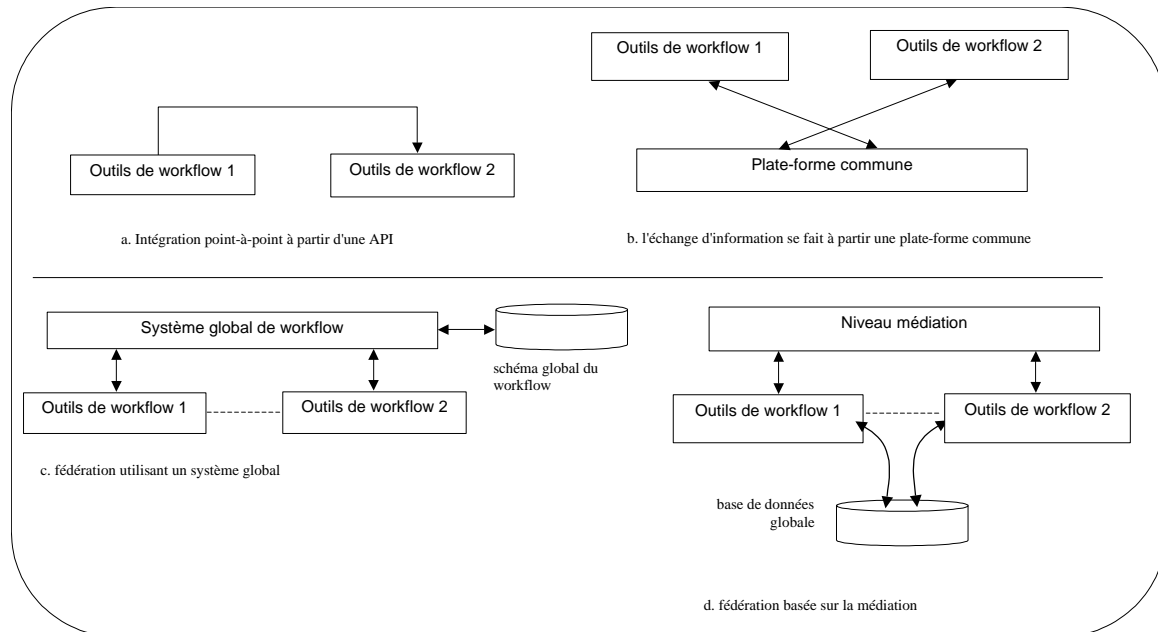 Outils de workflow 1
Outils de workflow 2
a. Intégration point-à-point à partir d'une API
Outils de workflow 1
Outils de workflow 2
Plate-forme commune
b. l'échange d'information se fait à partir une plate-forme commune
Système global de workflow
schéma global du
workflow
Outils de workflow 1
Outils de workflow 2
c. fédération utilisant un système global
Niveau médiation
Outils de workflow 1
Outils de workflow 2
base de données
globale
d. fédération basée sur la médiation